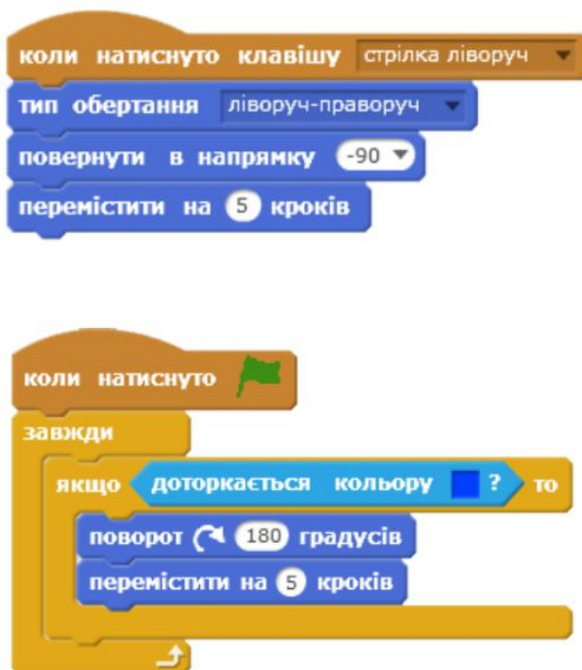 коли натиснуто клавішу стрілка ліворуч
тип обертання ліворуч-праворуч
повернути в напрямку -90
перемістити на 5 кроків
коли натиснуто
завжди
якщо доторкається кольору ? то
поворот 180 градусів
перемістити на 5 кроків